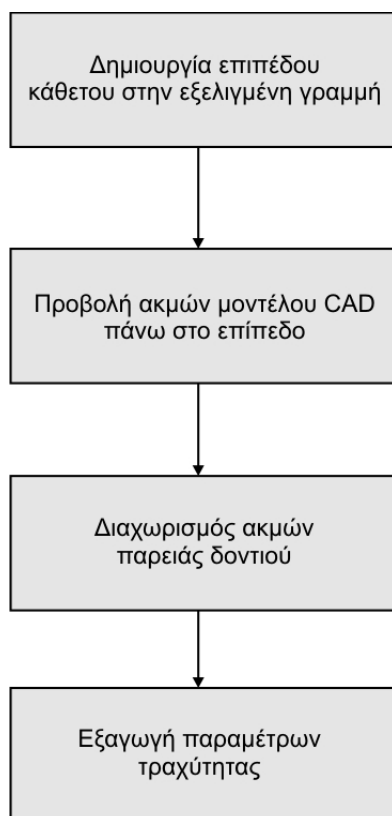 Δημιουργία επιπέδου
κάθετου στην εξελιγμένη γραμμή
Προβολή ακμών μοντέλου CAD
πάνω στο επίπεδο
Διαχωρισμός ακμών
παρειάς δοντιού
Εξαγωγή παραμέτρων
τραχύτητας